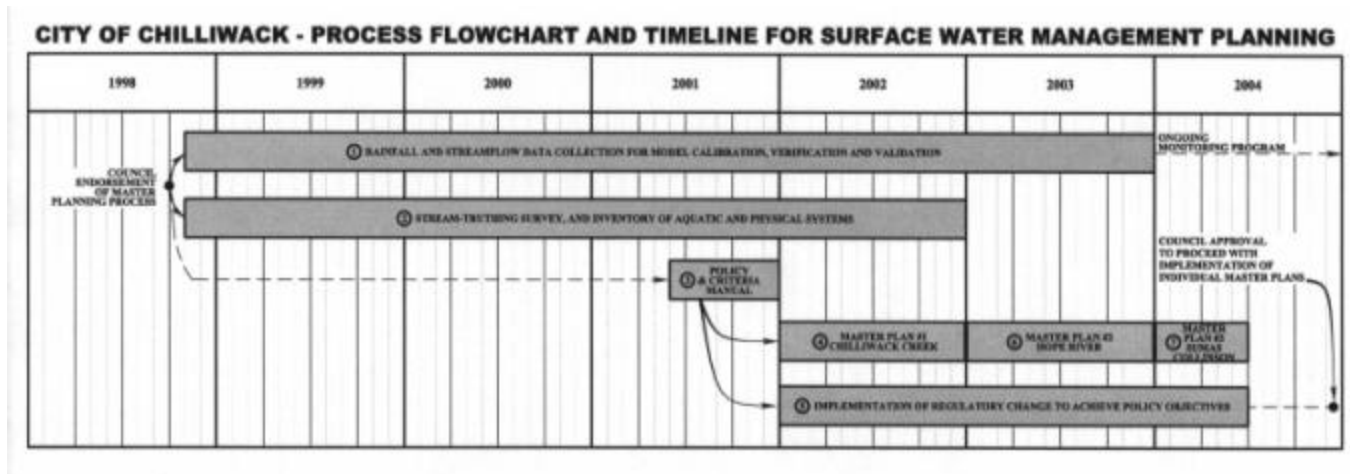 CITY OF CHILLIWACK - PROCESS FLOWCHART AND TIMELINE FOR SURFACE WATER MANAGEMENT PLANNING
1998 1999 2000 2001 2002 2003 2004
① RAINFALL AND STREAMFLOW DATA COLLECTION FOR MODEL CALIBRATION, VERIFICATION AND VALIDATION
ONGOING
MONITORING PROGRAM
COUNCIL
ENDORSEMENT
OF MASTER
PLANNING PROCESS
② STREAM-TRUTHING SURVEY, AND INVENTORY OF AQUATIC AND PHYSICAL SYSTEMS
COUNCIL APPROVAL
TO PROCEED WITH
IMPLEMENTATION OF
INDIVIDUAL MASTER PLANS
POLICY
③ & CRITERIA
MANUAL
④ MASTER PLAN #1
CHILLIWACK CREEK
⑥ MASTER PLAN #2
HOPE RIVER
MASTER
⑦ PLAN #3
SUMAS
COLLINSON
IMPLEMENTATION OF REGULATORY CHANGE TO ACHIEVE POLICY OBJECTIVES